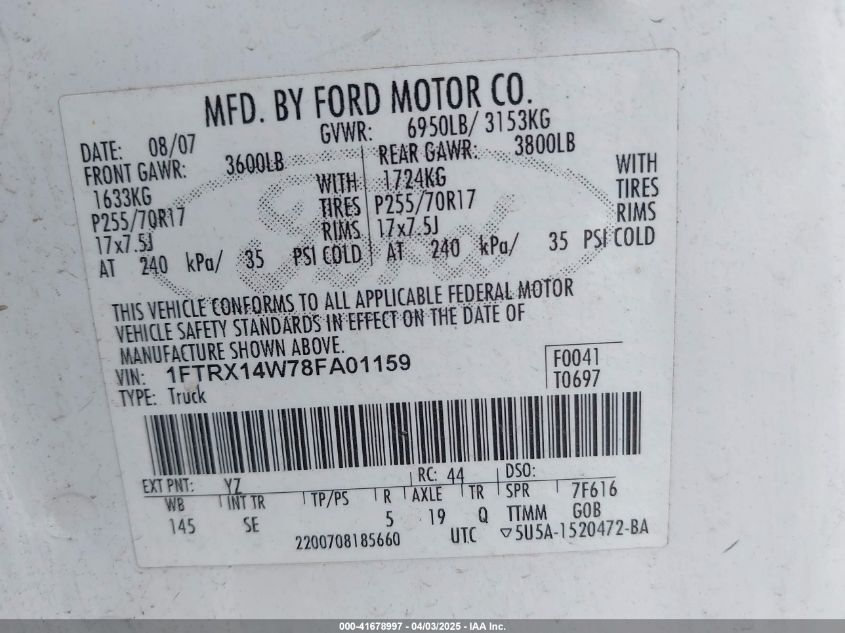 MFD. BY FORD MOTOR CO.
DATE: 08/07 GVWR: 6950LB/ 3153KG
FRONT GAWR: 3600LB REAR GAWR: 3800LB
1633KG WITH 1724KG WITH
P255/70R17 TIRES P255/70R17 TIRES
17x7.5J RIMS 17x7.5J RIMS
AT 240 kPa/ 35 PSI COLD AT 240 kPa/ 35 PSI COLD
Ford
THIS VEHICLE CONFORMS TO ALL APPLICABLE FEDERAL MOTOR
VEHICLE SAFETY STANDARDS IN EFFECT ON THE DATE OF
MANUFACTURE SHOWN ABOVE.
VIN: 1FTRX14W78FA01159 F0041
TYPE: Truck T0697
EXT PNT: YZ RC: 44 DSO:
WB INT TR TP/PS R AXLE TR SPR 7F616
145 SE 5 19 Q TTMM GOB
2200708185660 UTC ▽5U5A-1520472-BA
000-41678997 - 04/03/2025 - IAA Inc.